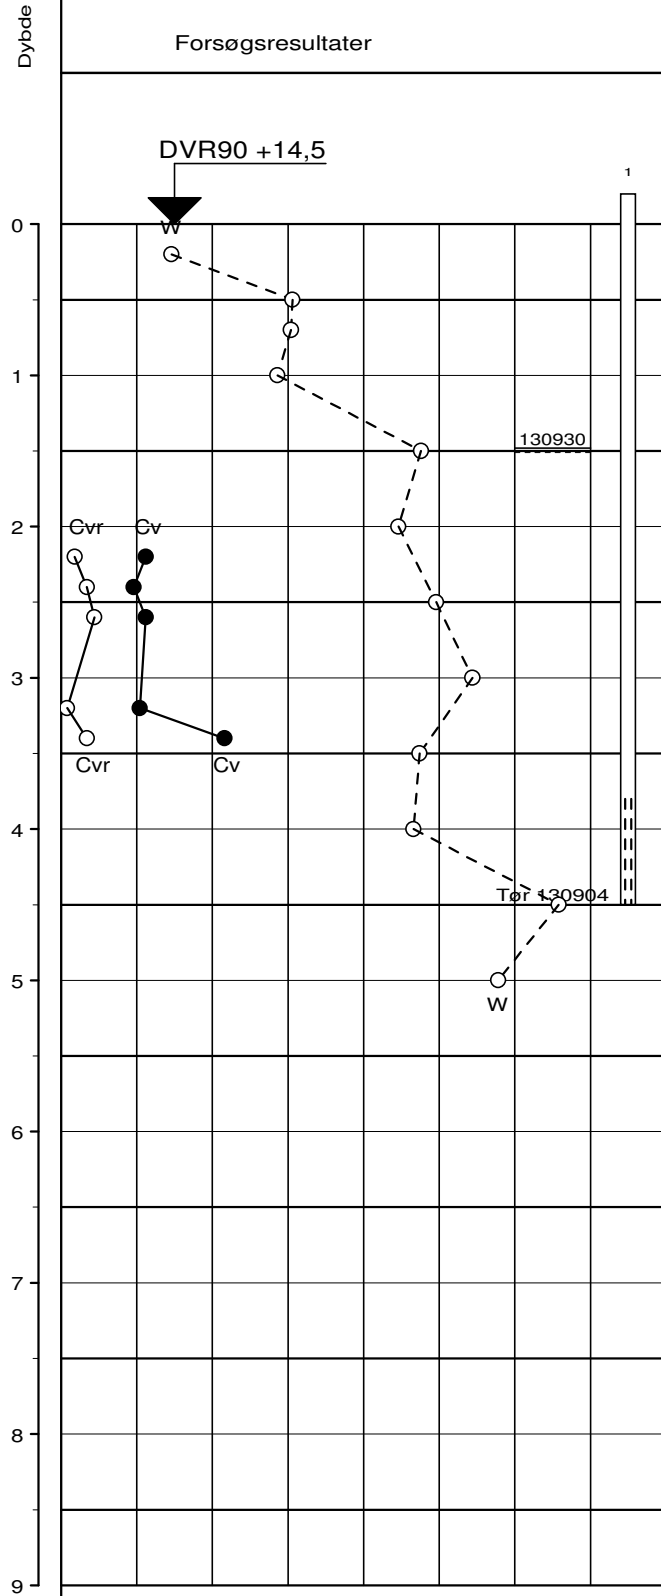 Dybde
Forsøgsresultater
DVR90 +14,5
1
0
W
1
130930
2
Cvr
Cv
3
Cvr
Cv
4
Tør 130904
5
W
6
7
8
9